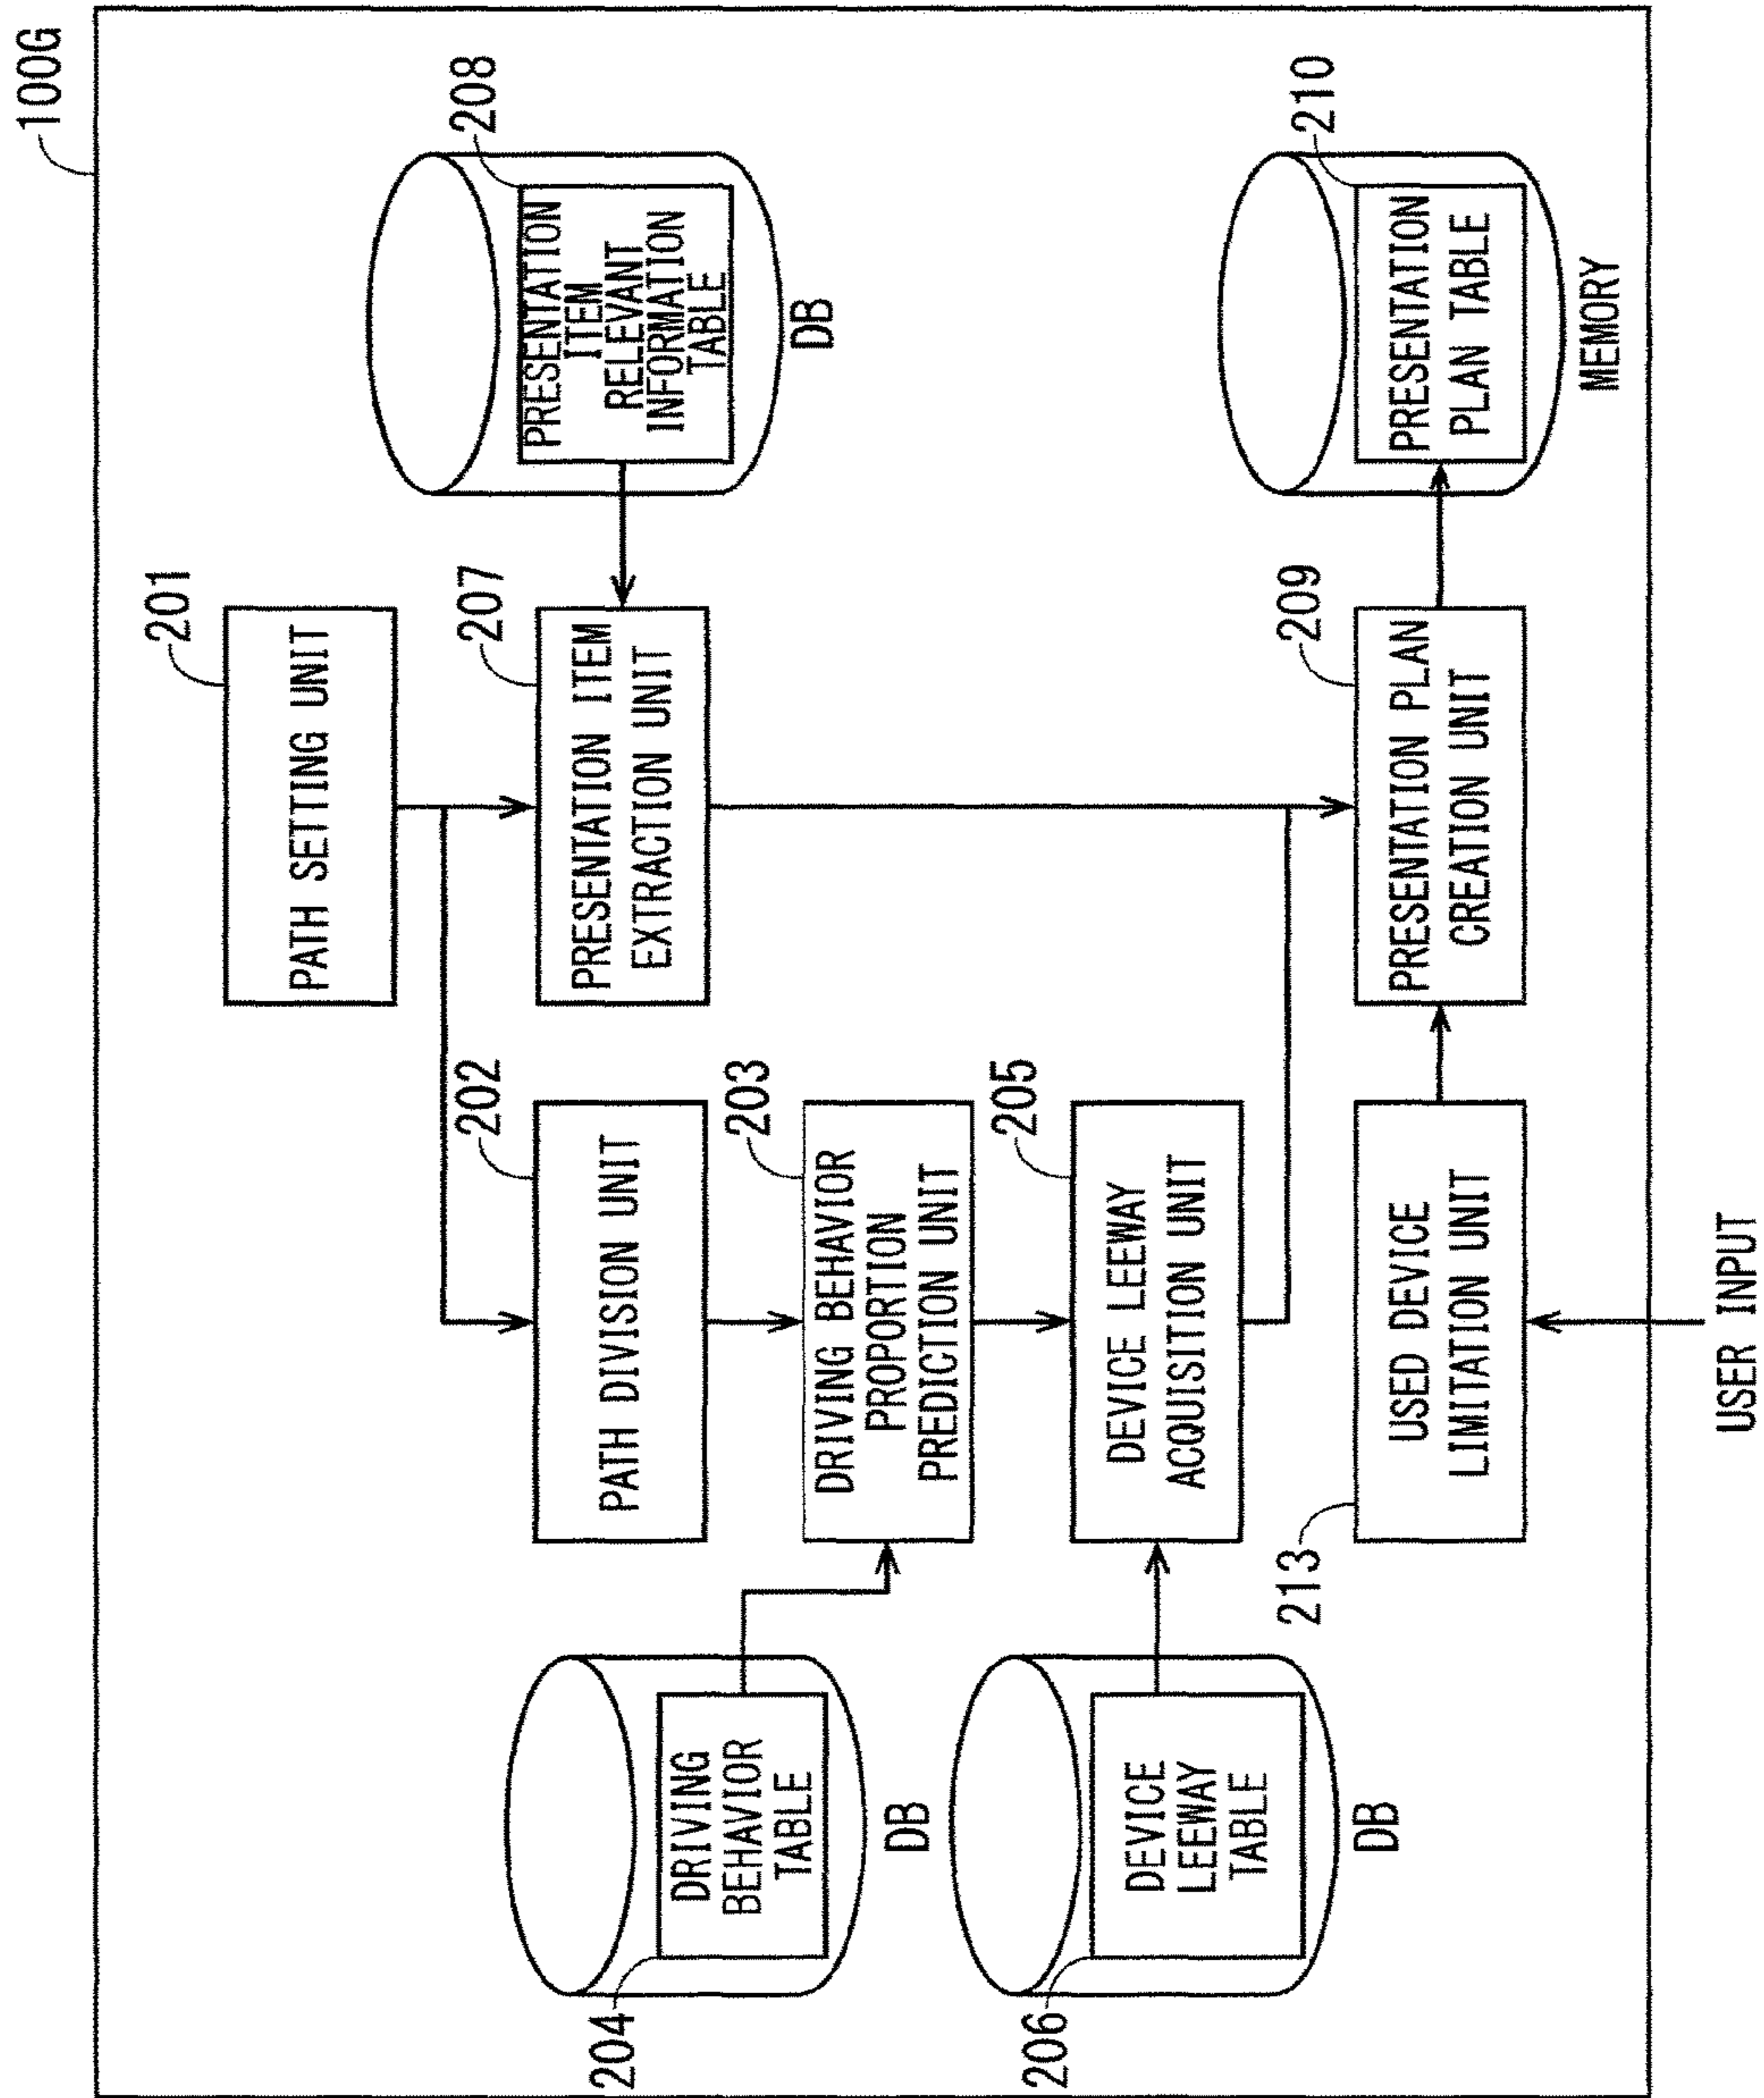 100G
201
PATH SETTING UNIT
204
DRIVING
BEHAVIOR
TABLE
DB
202
PATH DIVISION UNIT
207
PRESENTATION ITEM
EXTRACTION UNIT
208
PRESENTATION
ITEM
RELEVANT
INFORMATION
TABLE
DB
203
DRIVING BEHAVIOR
PROPORTION
PREDICTION UNIT
206
DEVICE
LEEWAY
TABLE
DB
205
DEVICE LEEWAY
ACQUISITION UNIT
213
USED DEVICE
LIMITATION UNIT
209
PRESENTATION PLAN
CREATION UNIT
210
PRESENTATION
PLAN TABLE
MEMORY
USER INPUT